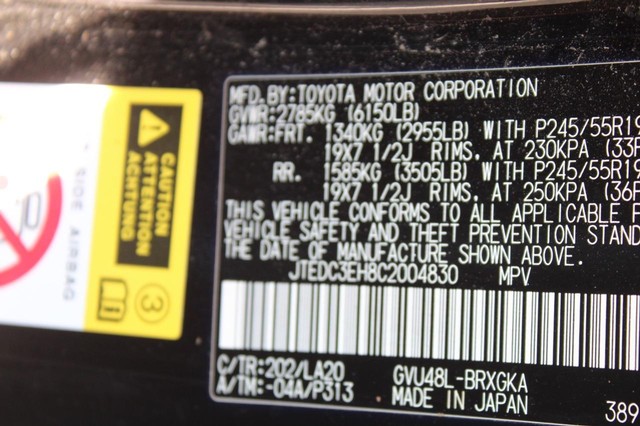 MFD.BY:TOYOTA MOTOR CORPORATION
GVWR:2785KG (6150LB)
GAWR:FRT. 1340KG (2955LB) WITH P245/55R19
19X7 1/2J RIMS. AT 230KPA (33P
RR. 1585KG (3505LB) WITH P245/55R19
19X7 1/2J RIMS. AT 250KPA (36P
THIS VEHICLE CONFORMS TO ALL APPLICABLE F
VEHICLE SAFETY AND THEFT PREVENTION STAND
THE DATE OF MANUFACTURE SHOWN ABOVE.
JTEDC3EH8C2004830 MPV
C/TR:202/LA20 GVU48L-BRXGKA
A/TM:-04A/P313 MADE IN JAPAN 389
CAUTION
ATTENTION
ACHTUNG
SIDE AIRBAG
3